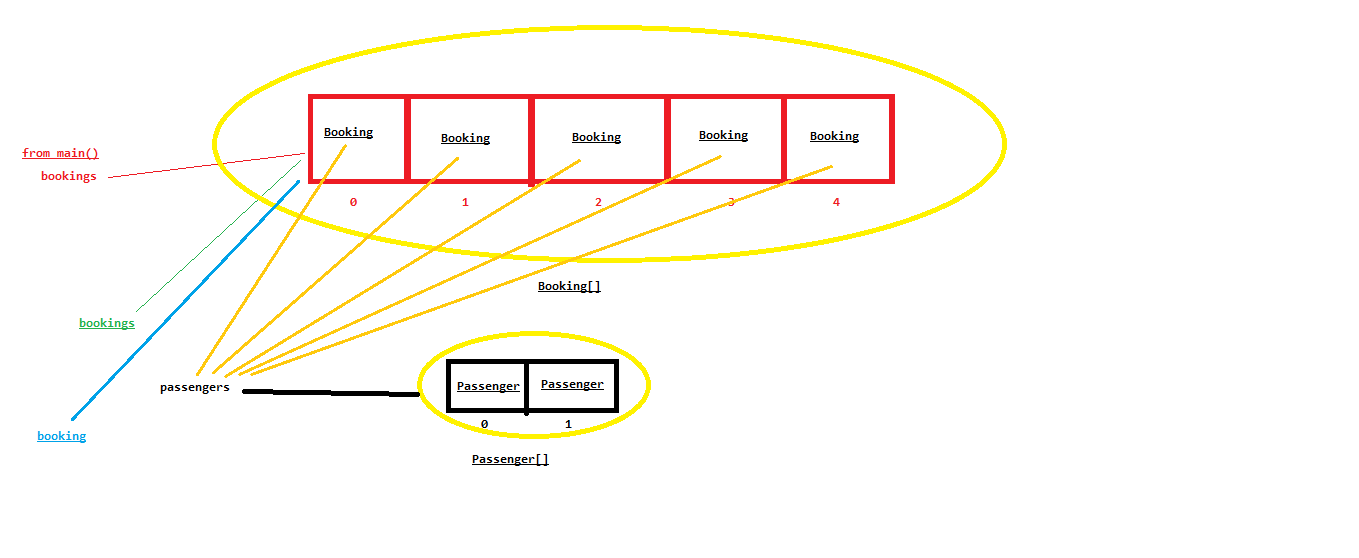 Booking Booking Booking Booking Booking
from main()
bookings
0 1 2 3 4
Booking[]
bookings
passengers
Passenger Passenger
0 1
booking
Passenger[]